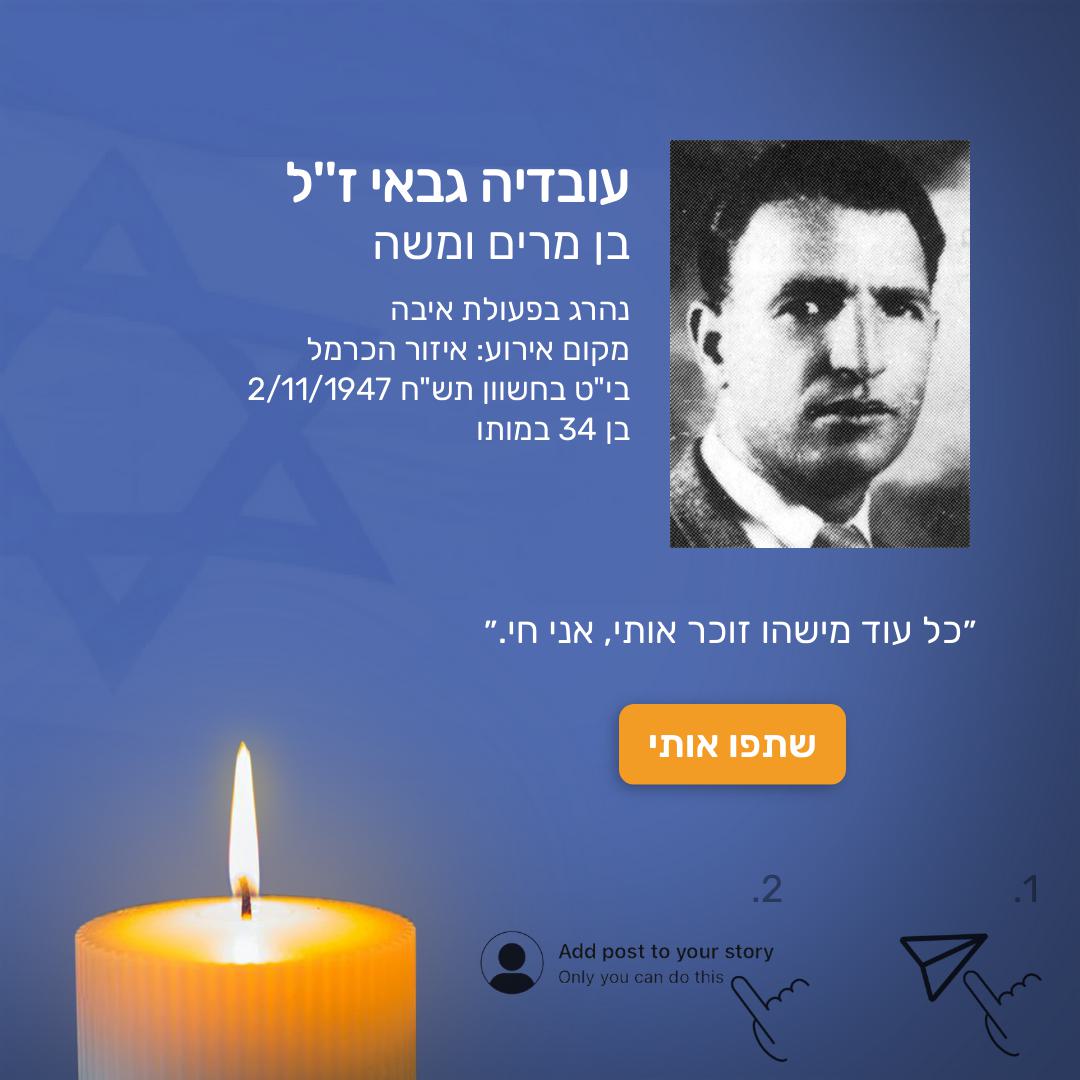 עובדיה גבאי ז"ל
בן מרים ומשה
נהרג בפעולת איבה
מקום אירוע: איזור הכרמל
בי"ט בחשוון תש"ח 2/11/1947
בן 34 במותו
״כל עוד מישהו זוכר אותי, אני חי.״
שתפו אותי
1.
2.
Add post to your story
Only you can do this